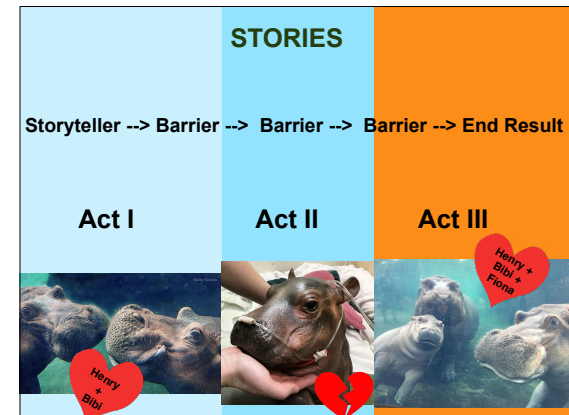 STORIES
Storyteller --> Barrier --> Barrier --> Barrier --> End Result
Act I
Act II
Act III
Henry
+
Bibi
Henry +
Bibi +
Fiona